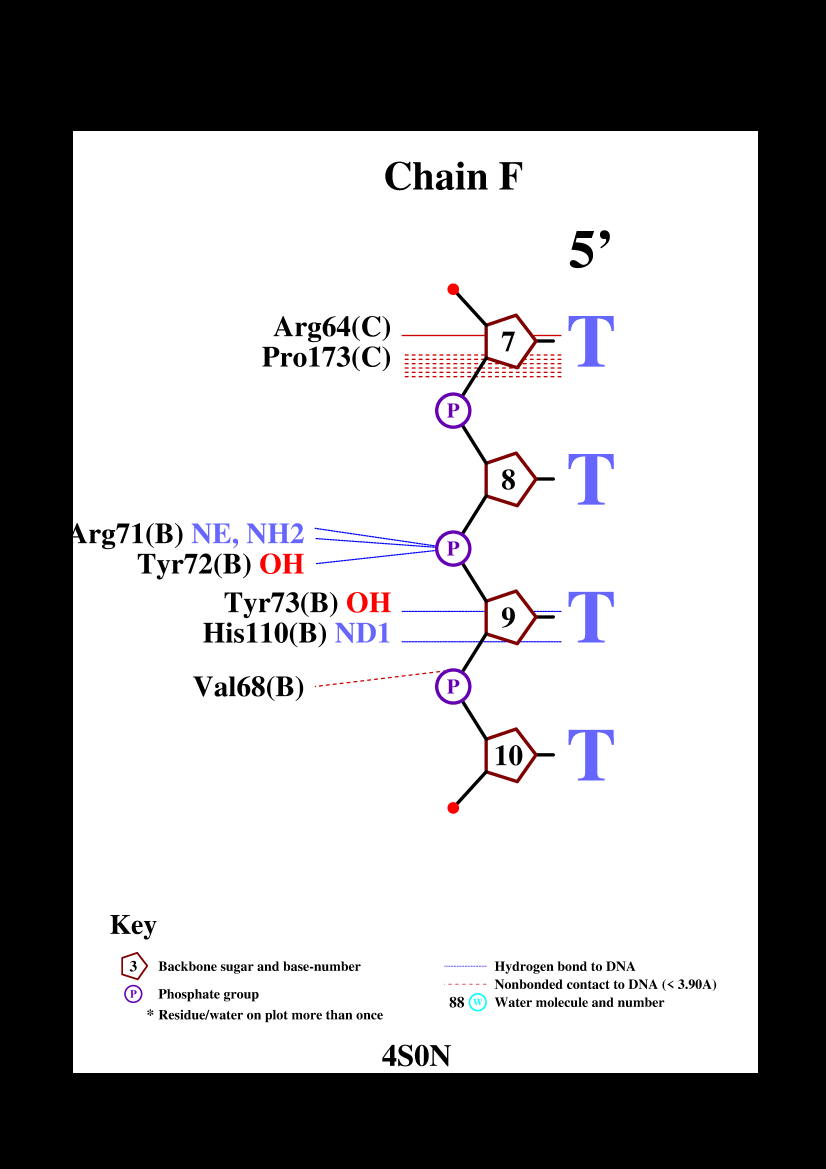 Chain F
5’
Arg64(C)
7
T
Pro173(C)
P
8
T
Arg71(B) NE, NH2
P
Tyr72(B) OH
Tyr73(B) OH
9
T
His110(B) ND1
Val68(B)
P
10
T
Key
3 Backbone sugar and base-number
P Phosphate group
* Residue/water on plot more than once
Hydrogen bond to DNA
Nonbonded contact to DNA (< 3.90A)
88 W Water molecule and number
4S0N